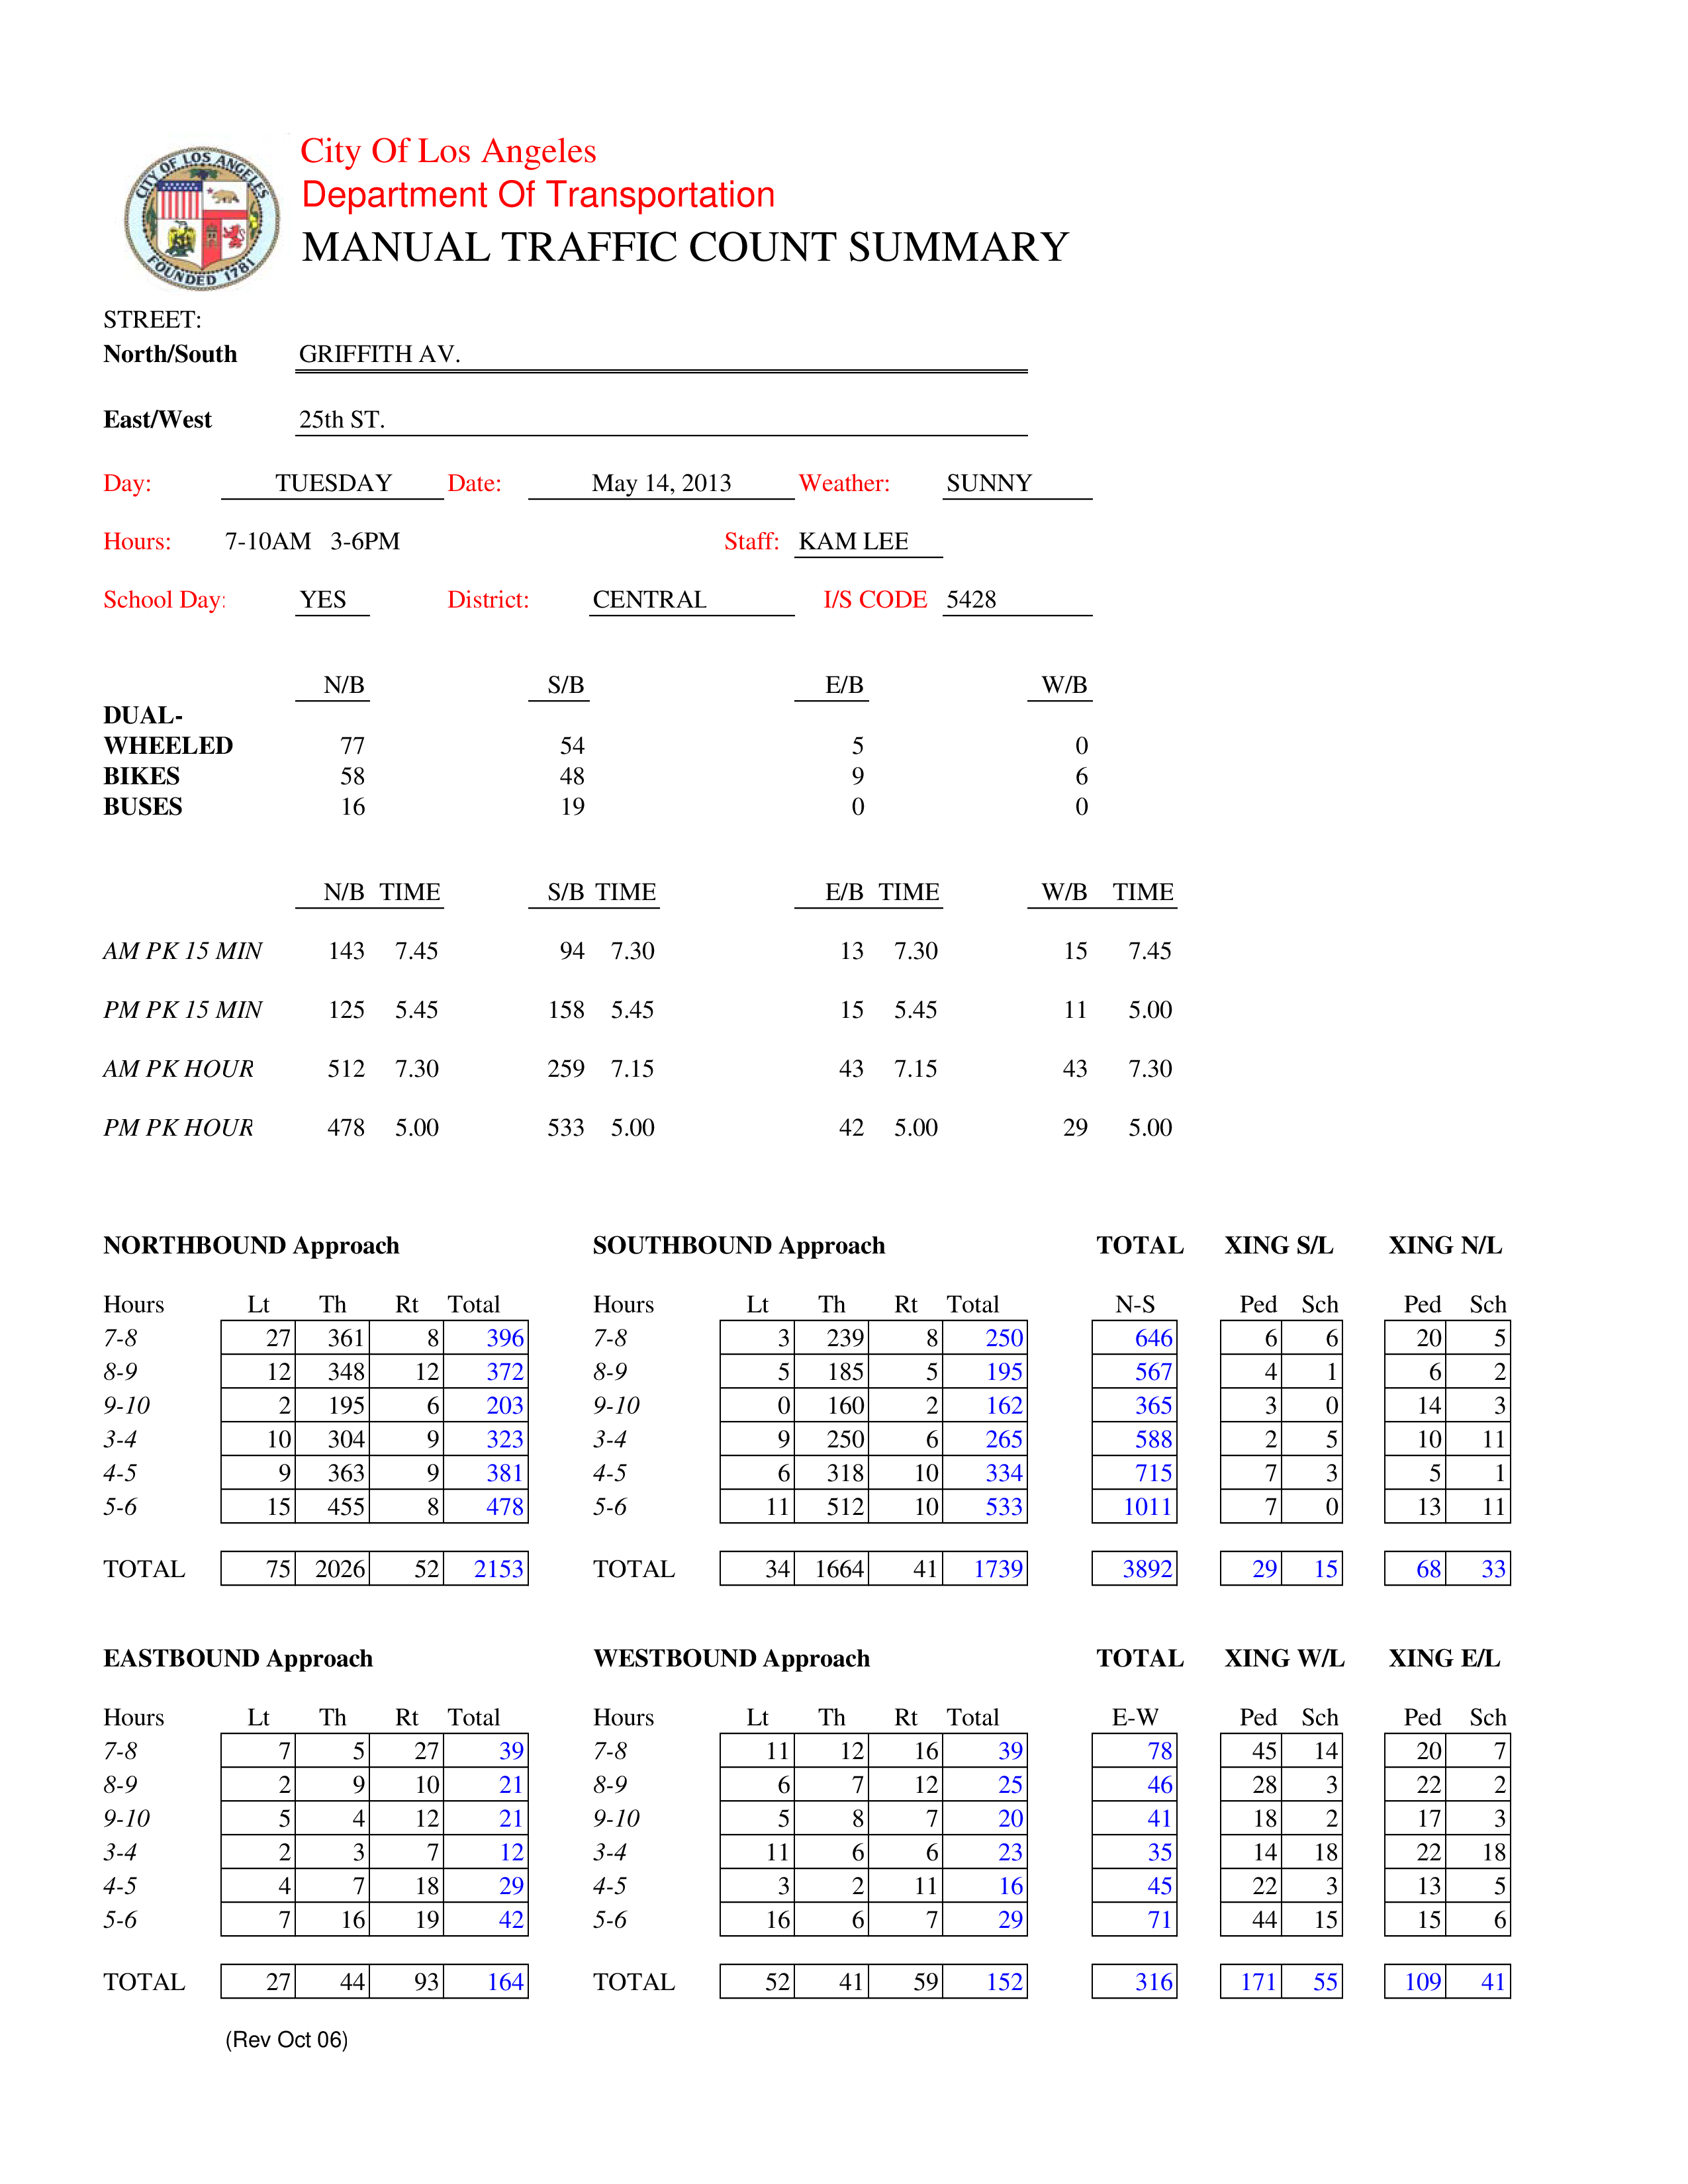 CITY OF LOS ANGELES
FOUNDED 1781
City Of Los Angeles
Department Of Transportation
MANUAL TRAFFIC COUNT SUMMARY
STREET:
North/South GRIFFITH AV.
East/West 25th ST.
Day: TUESDAY Date: May 14, 2013 Weather: SUNNY
Hours: 7-10AM 3-6PM Staff: KAM LEE
School Day: YES District: CENTRAL I/S CODE 5428
N/B S/B E/B W/B
DUAL-
WHEELED 77 54 5 0
BIKES 58 48 9 6
BUSES 16 19 0 0
N/B TIME S/B TIME E/B TIME W/B TIME
AM PK 15 MIN 143 7.45 94 7.30 13 7.30 15 7.45
PM PK 15 MIN 125 5.45 158 5.45 15 5.45 11 5.00
AM PK HOUR 512 7.30 259 7.15 43 7.15 43 7.30
PM PK HOUR 478 5.00 533 5.00 42 5.00 29 5.00
NORTHBOUND Approach SOUTHBOUND Approach TOTAL XING S/L XING N/L
Hours Lt Th Rt Total Hours Lt Th Rt Total N-S Ped Sch Ped Sch
7-8 27 361 8 396 7-8 3 239 8 250 646 6 6 20 5
8-9 12 348 12 372 8-9 5 185 5 195 567 4 1 6 2
9-10 2 195 6 203 9-10 0 160 2 162 365 3 0 14 3
3-4 10 304 9 323 3-4 9 250 6 265 588 2 5 10 11
4-5 9 363 9 381 4-5 6 318 10 334 715 7 3 5 1
5-6 15 455 8 478 5-6 11 512 10 533 1011 7 0 13 11
TOTAL 75 2026 52 2153 TOTAL 34 1664 41 1739 3892 29 15 68 33
EASTBOUND Approach WESTBOUND Approach TOTAL XING W/L XING E/L
Hours Lt Th Rt Total Hours Lt Th Rt Total E-W Ped Sch Ped Sch
7-8 7 5 27 39 7-8 11 12 16 39 78 45 14 20 7
8-9 2 9 10 21 8-9 6 7 12 25 46 28 3 22 2
9-10 5 4 12 21 9-10 5 8 7 20 41 18 2 17 3
3-4 2 3 7 12 3-4 11 6 6 23 35 14 18 22 18
4-5 4 7 18 29 4-5 3 2 11 16 45 22 3 13 5
5-6 7 16 19 42 5-6 16 6 7 29 71 44 15 15 6
TOTAL 27 44 93 164 TOTAL 52 41 59 152 316 171 55 109 41
(Rev Oct 06)